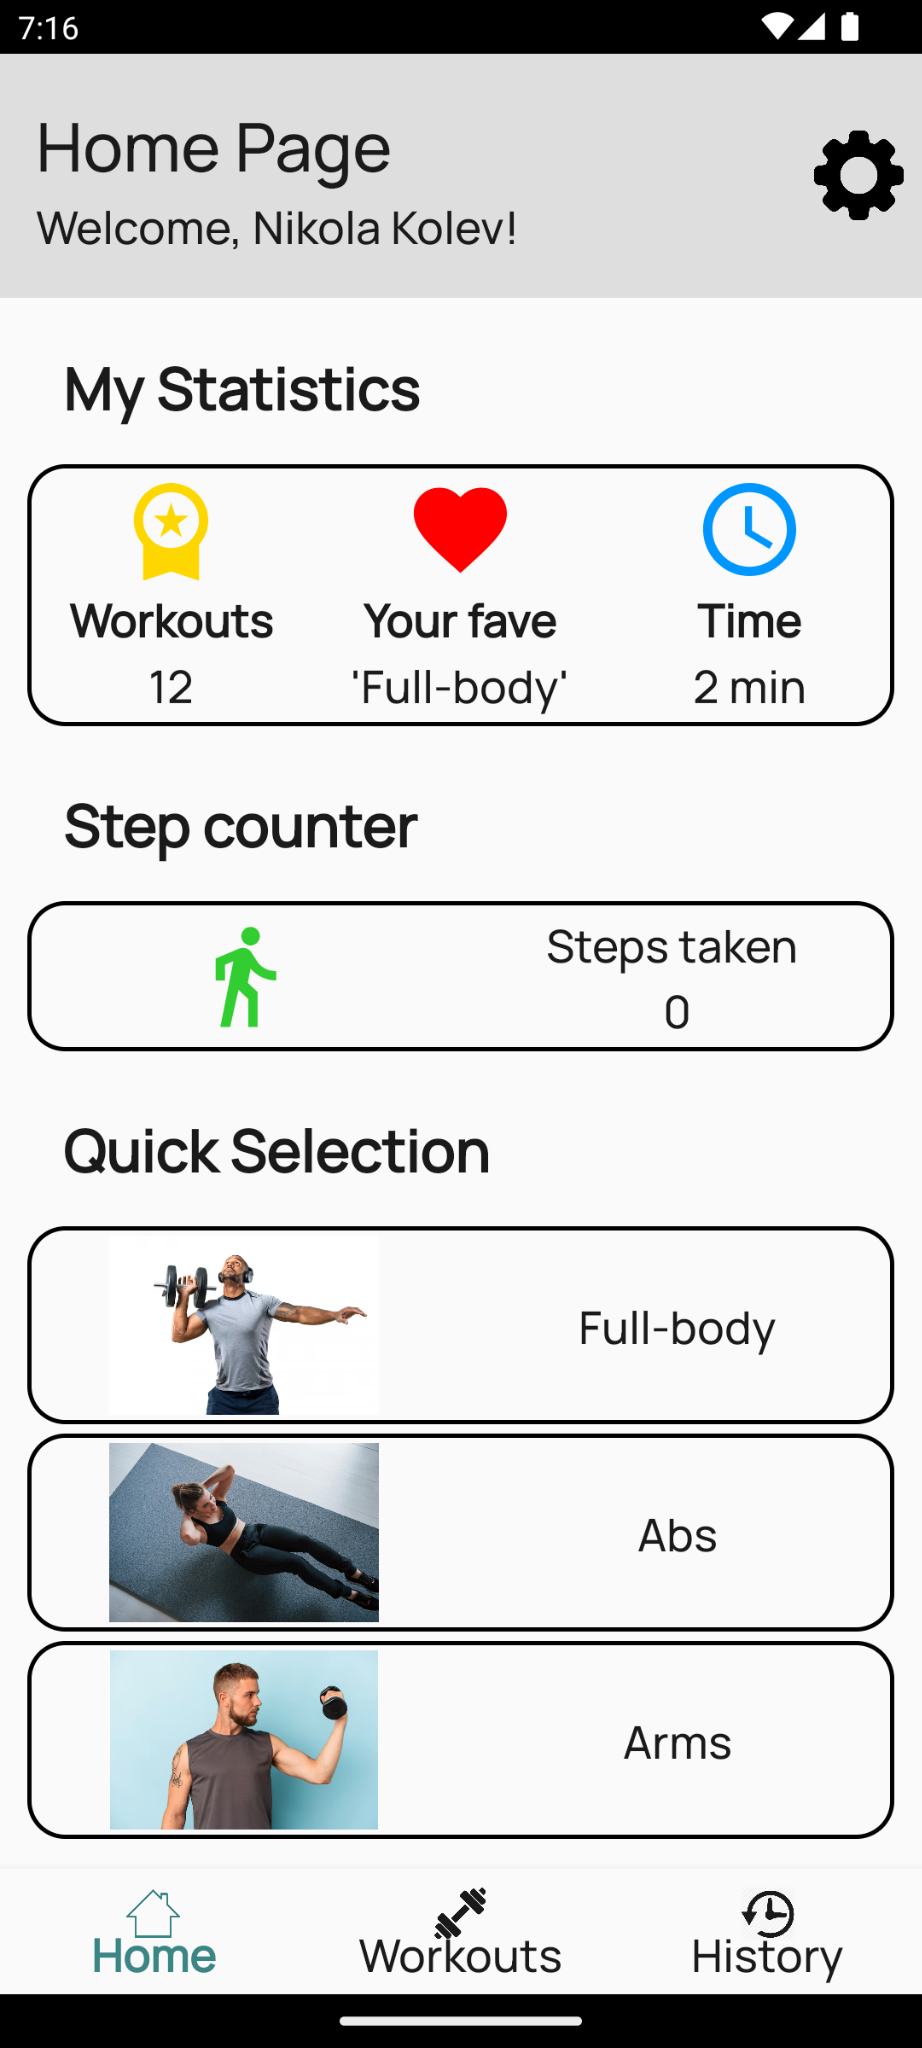 7:16
Home Page
Welcome, Nikola Kolev!
My Statistics
Workouts
12
Your fave
'Full-body'
Time
2 min
Step counter
Steps taken
0
Quick Selection
Full-body
Abs
Arms
Home
Workouts
History